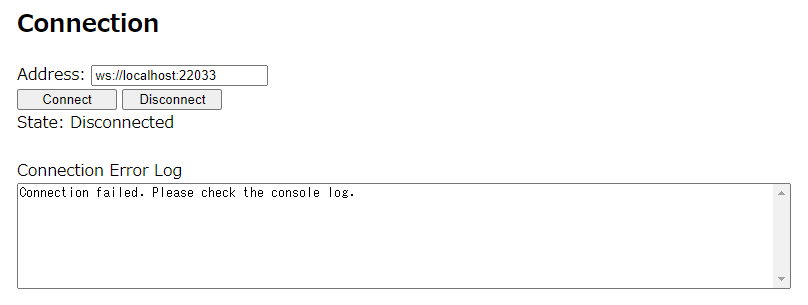 Connection
Address: ws://localhost:22033
Connect Disconnect
State: Disconnected
Connection Error Log
Connection failed. Please check the console log.